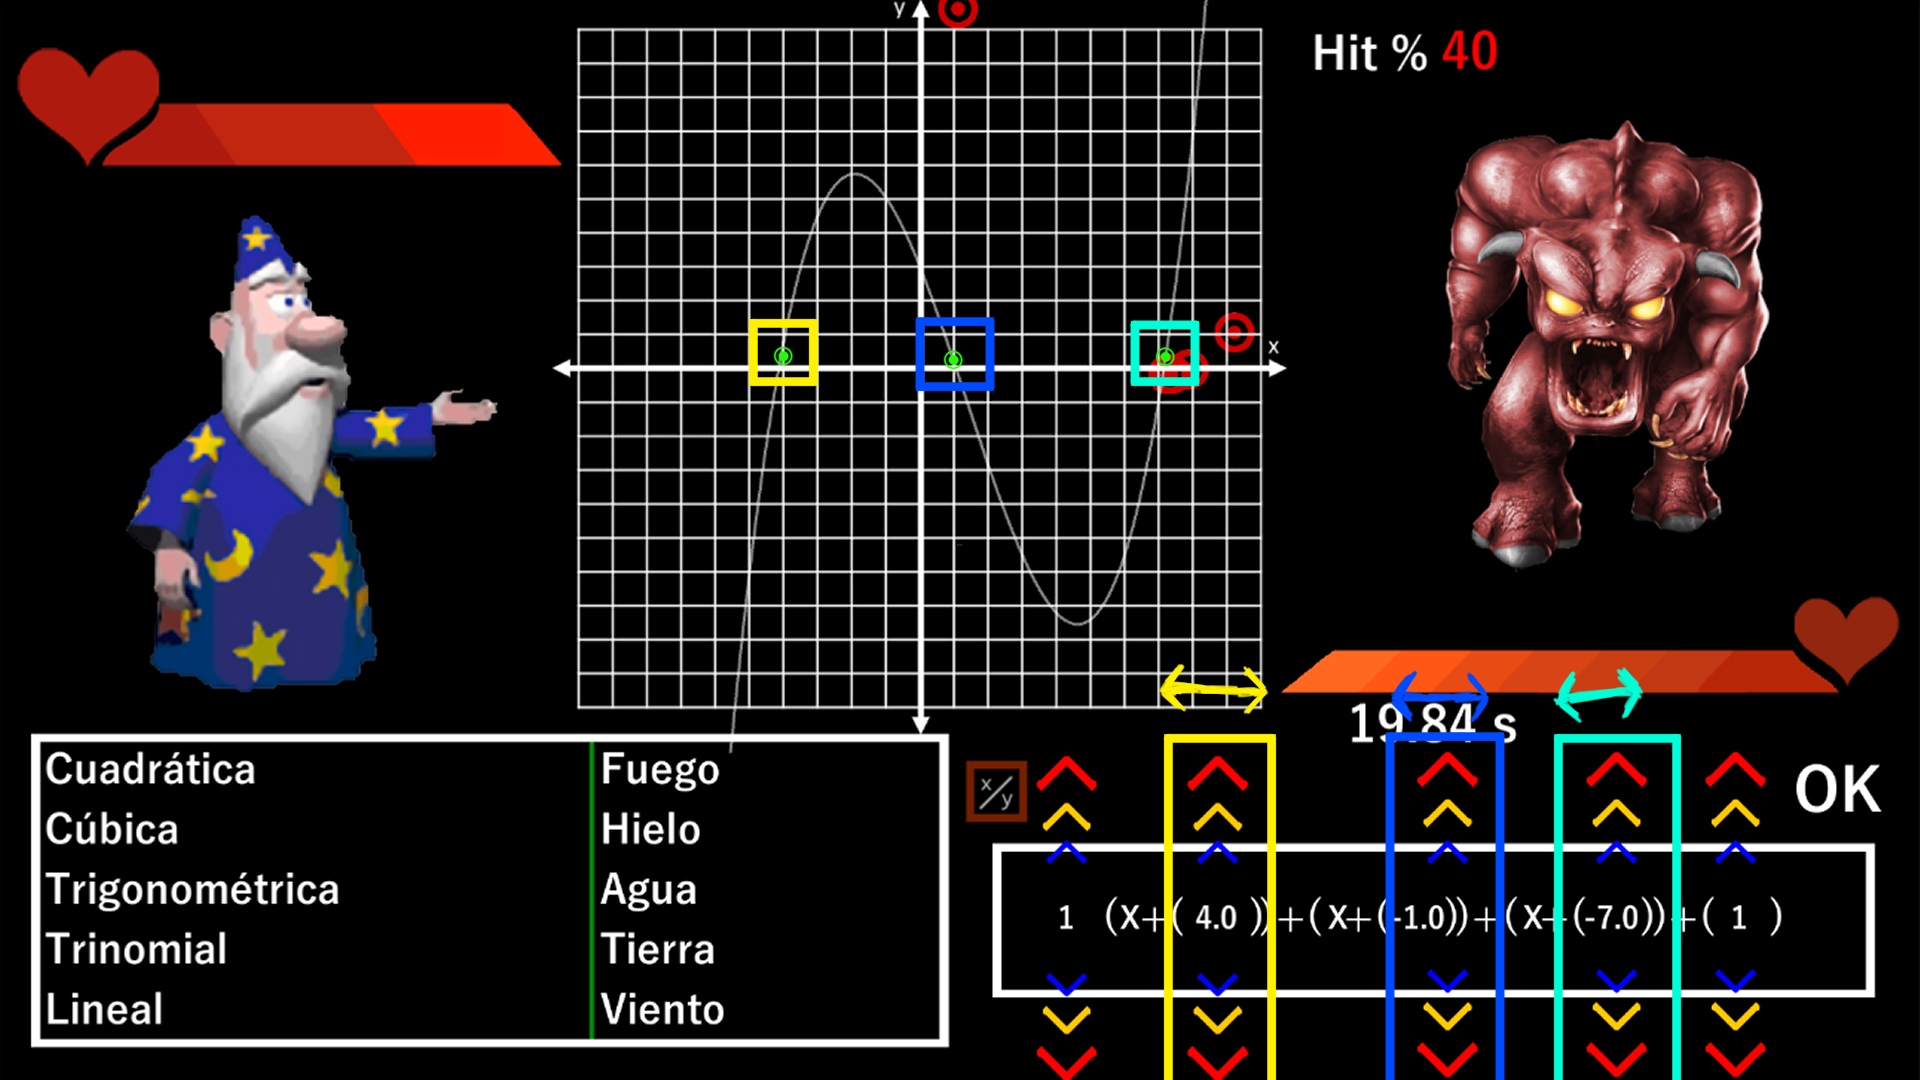 y
Hit % 40
x
19.84 s
Cuadrática
Cúbica
Trigonométrica
Trinomial
Lineal
Fuego
Hielo
Agua
Tierra
Viento
x/y
OK
1 (X+( 4.0 ))+(X+(-1.0))+(X+(-7.0))+( 1 )